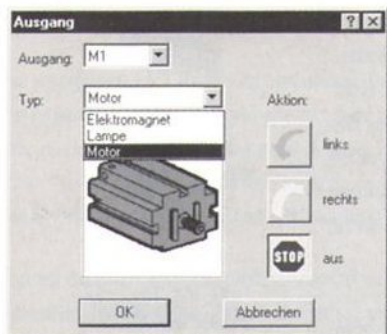 Ausgang
Ausgang: M1
Typ: Motor
Elektromagnet
Lampe
Motor
Aktion:
links
rechts
STOP aus
OK Abbrechen